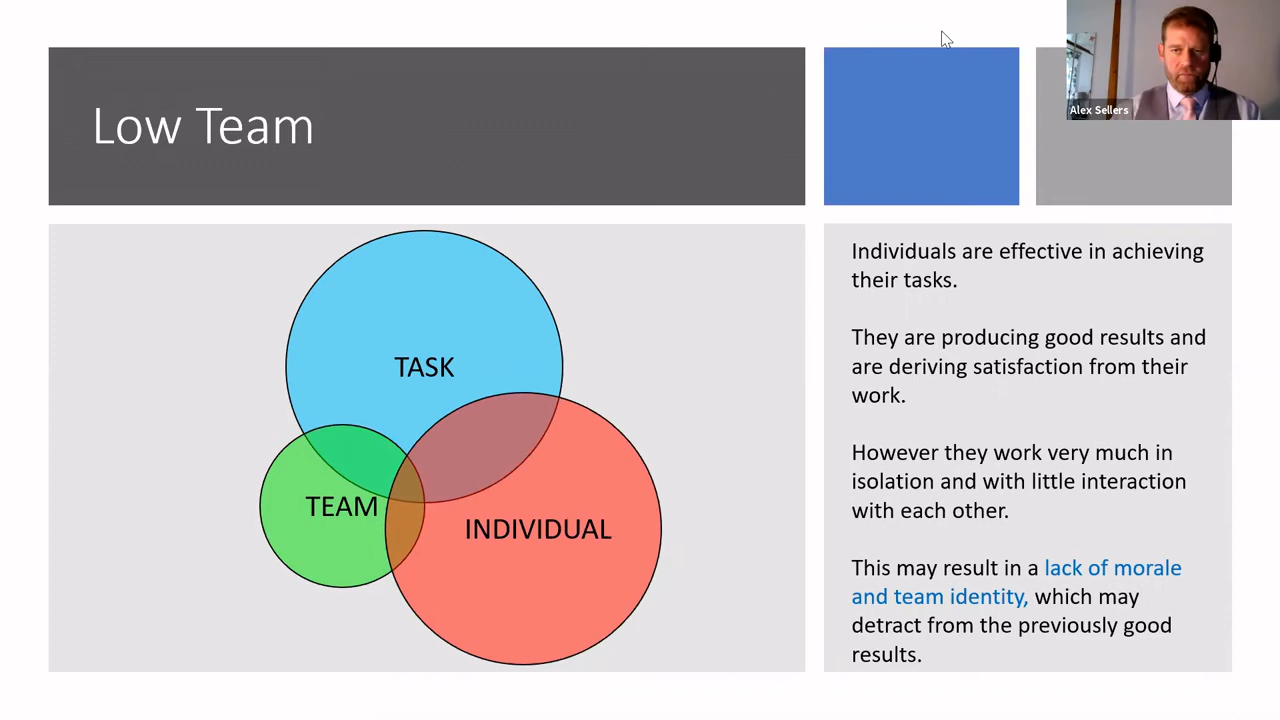 Low Team
Alex Sellers
TASK
TEAM
INDIVIDUAL
Individuals are effective in achieving
their tasks.
They are producing good results and
are deriving satisfaction from their
work.
However they work very much in
isolation and with little interaction
with each other.
This may result in a lack of morale
and team identity, which may
detract from the previously good
results.